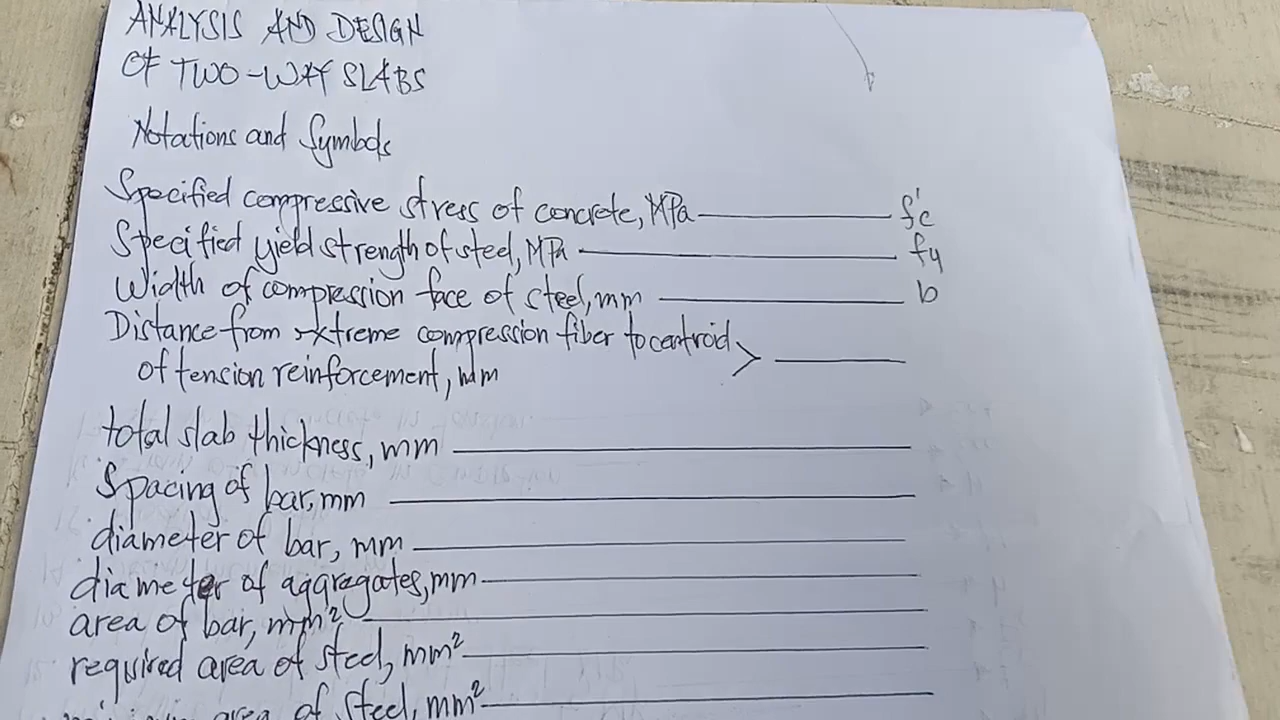 ANALYSIS AND DESIGN
OF TWO-WAY SLABS
Notations and Symbols
Specified compressive stress of concrete, MPa f'c
Specified yield strength of steel, MPa fy
Width of compression face of steel, mm b
Distance from extreme compression fiber to centroid
of tension reinforcement, mm
total slab thickness, mm
Spacing of bar, mm
diameter of bar, mm
diameter of aggregates, mm
area of bar, mm²
required area of steel, mm²
area of steel, mm²